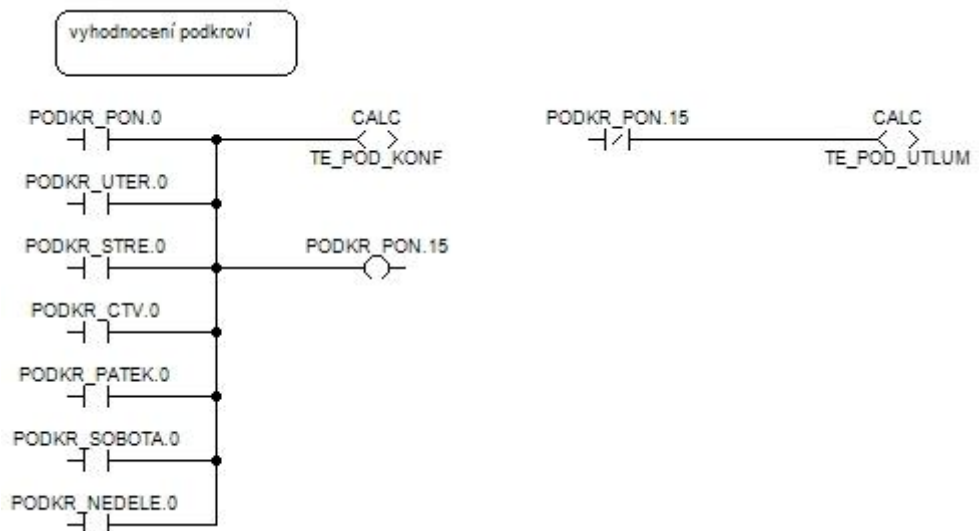 vyhodnocení podkroví
PODKR_PON.0
CALC
TE_POD_KONF
PODKR_PON.15
CALC
TE_POD_UTLUM
PODKR_UTER.0
PODKR_STRE.0
PODKR_PON.15
PODKR_CTV.0
PODKR_PATEK.0
PODKR_SOBOTA.0
PODKR_NEDELE.0